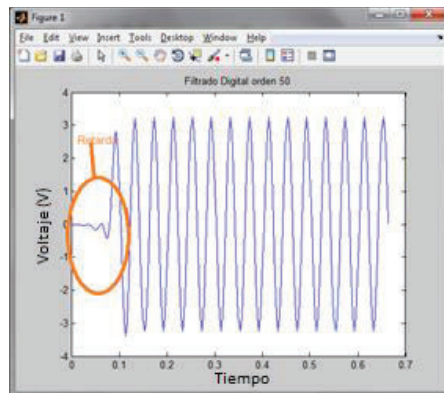 Figure 1
File Edit View Insert Tools Desktop Window Help
Filtrado Digital orden 50
Retardo
Voltaje (V)
4
3
2
1
0
-1
-2
-3
-4
0 0.1 0.2 0.3 0.4 0.5 0.6 0.7
Tiempo